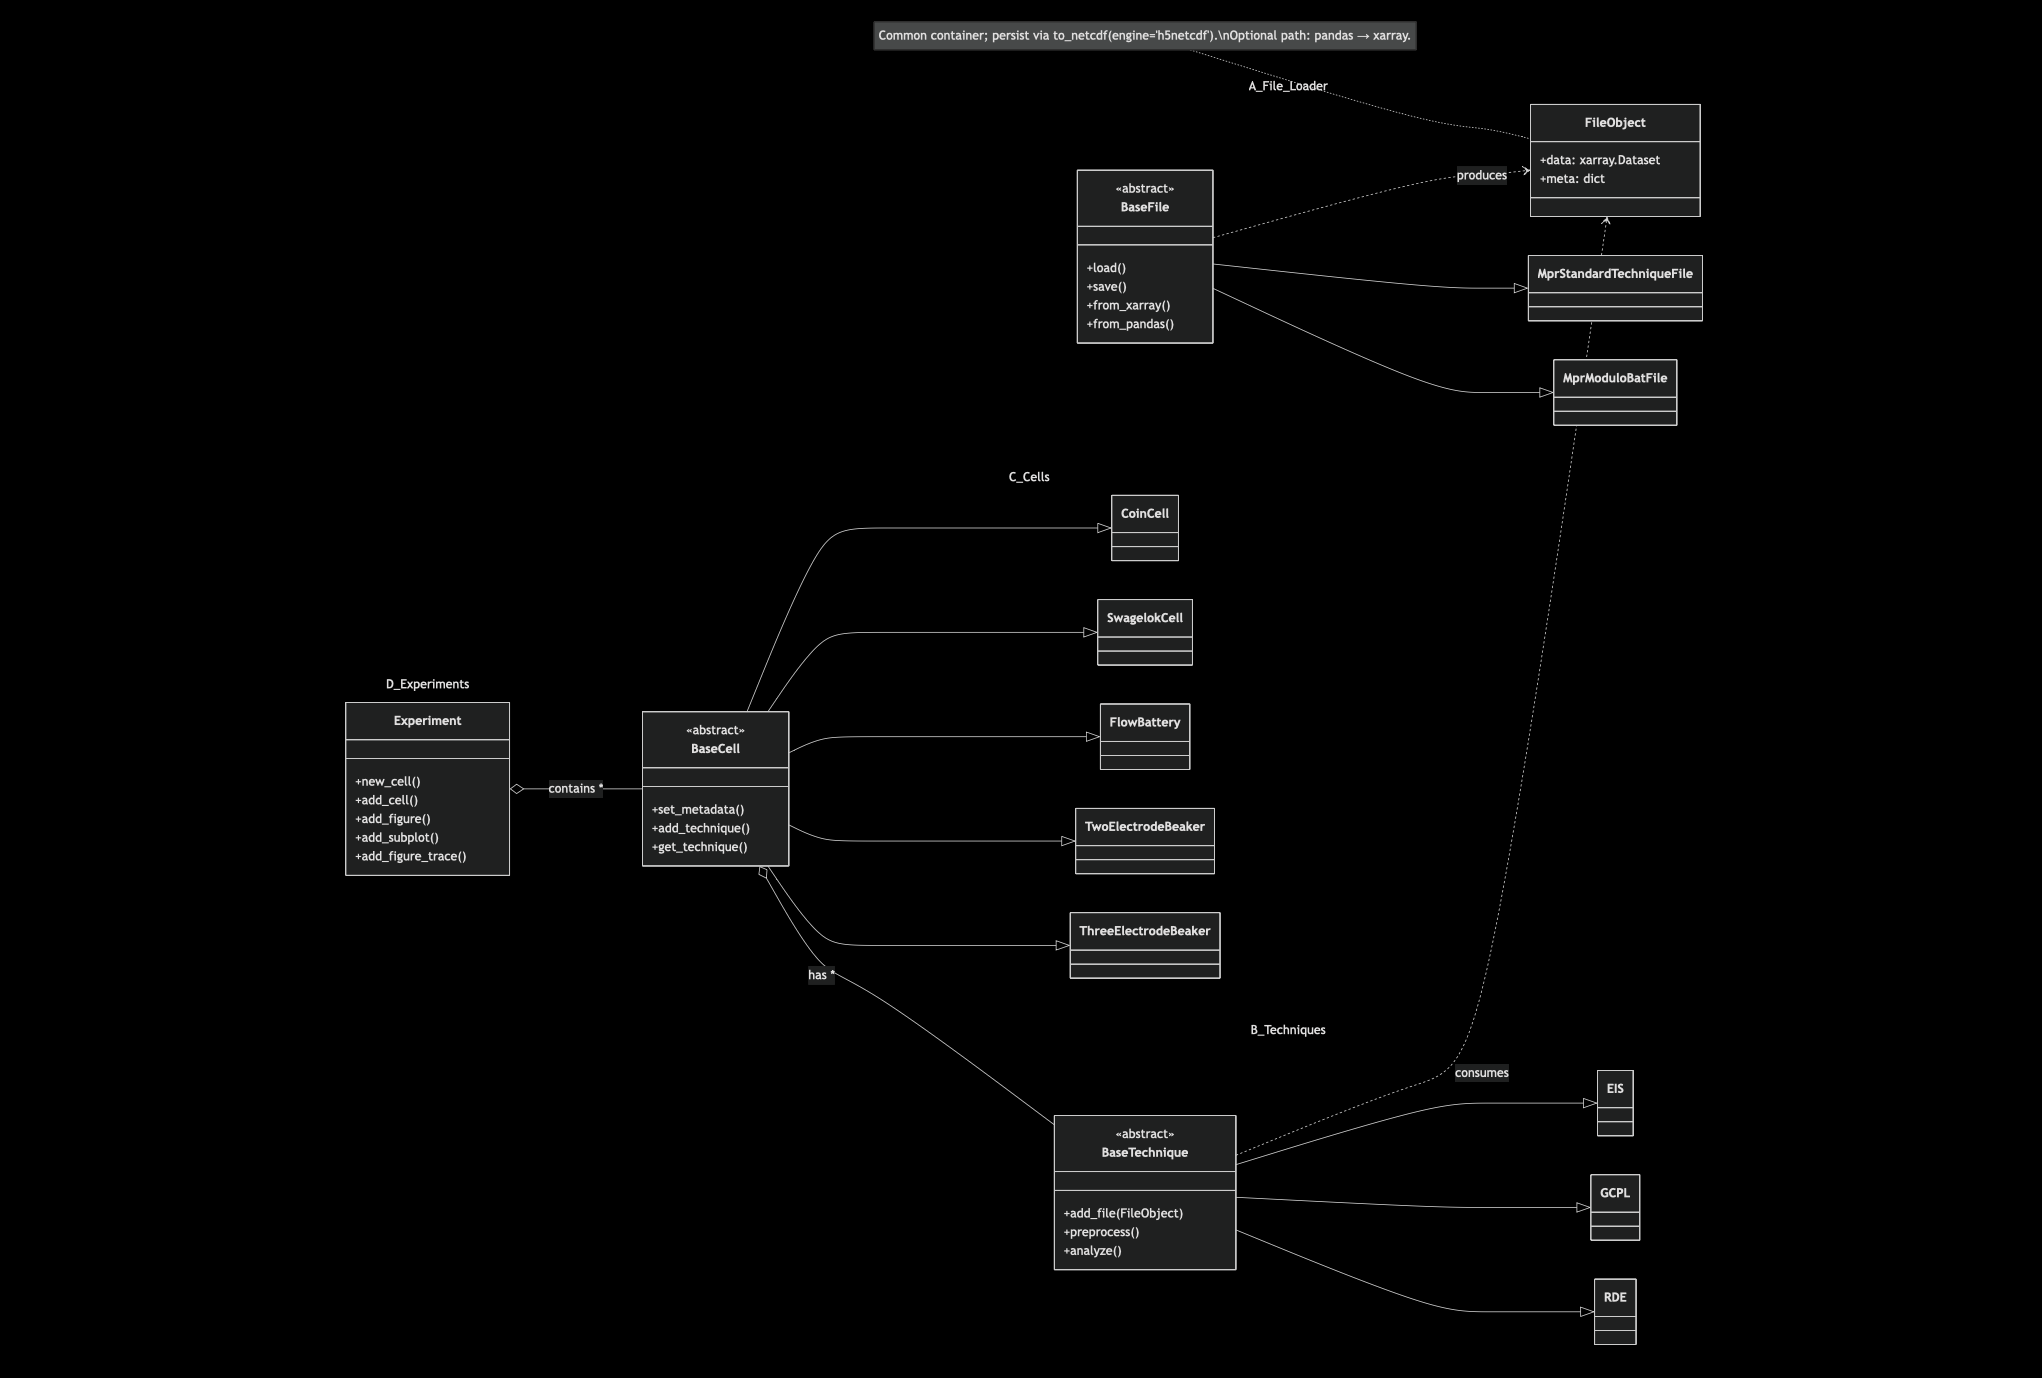 Common container; persist via to_netcdf(engine='h5netcdf').\nOptional path: pandas → xarray.
A_File_Loader
FileObject
+data: xarray.Dataset
+meta: dict
produces
«abstract»
BaseFile
+load()
+save()
+from_xarray()
+from_pandas()
MprStandardTechniqueFile
MprModuloBatFile
C_Cells
CoinCell
SwagelokCell
FlowBattery
TwoElectrodeBeaker
ThreeElectrodeBeaker
D_Experiments
Experiment
+new_cell()
+add_cell()
+add_figure()
+add_subplot()
+add_figure_trace()
contains *
«abstract»
BaseCell
+set_metadata()
+add_technique()
+get_technique()
has *
B_Techniques
consumes
«abstract»
BaseTechnique
+add_file(FileObject)
+preprocess()
+analyze()
EIS
GCPL
RDE